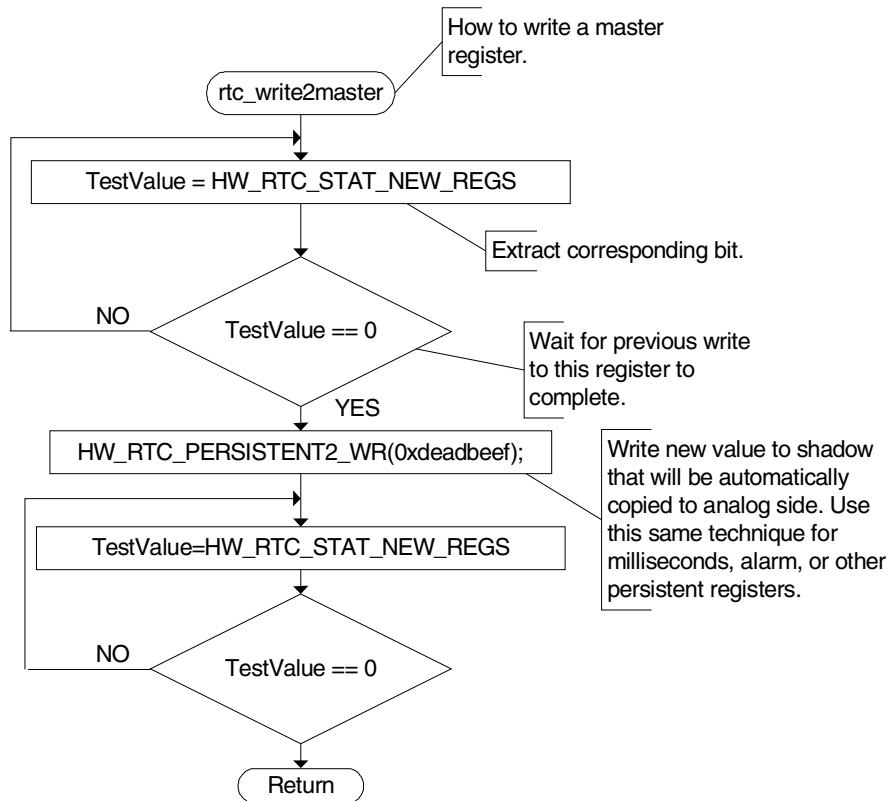 How to write a master
register.
rtc_write2master
TestValue = HW_RTC_STAT_NEW_REGS
Extract corresponding bit.
NO
TestValue == 0
Wait for previous write
to this register to
complete.
YES
HW_RTC_PERSISTENT2_WR(0xdeadbeef);
Write new value to shadow
that will be automatically
copied to analog side. Use
this same technique for
milliseconds, alarm, or other
persistent registers.
TestValue=HW_RTC_STAT_NEW_REGS
NO
TestValue == 0
Return